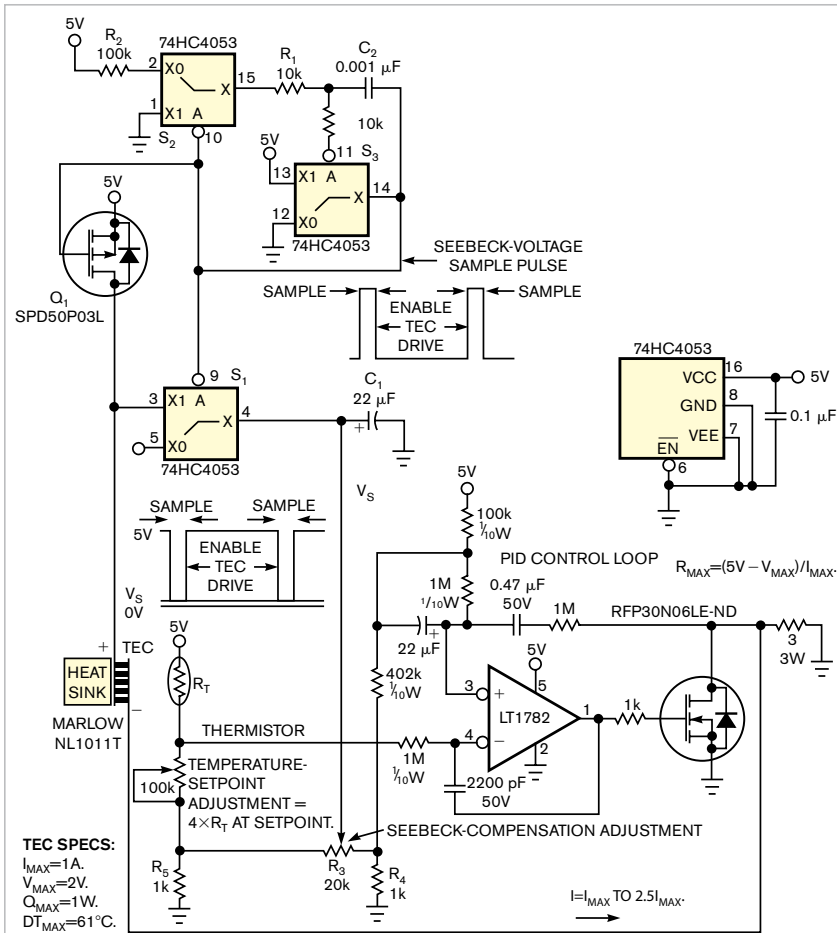 5V
R2
100k
74HC4053
2 X0
X 15
1 X1 A
S2
10
R1
10k
C2
0.001 µF
10k
5V
11 S3
13 X1 A
X 14
12 X0
74HC4053
5V
Q1
SPD50P03L
SEEBECK-VOLTAGE
SAMPLE PULSE
SAMPLE
SAMPLE
ENABLE
TEC
DRIVE
9 S1
3 X1 A
X 4
5 X0
74HC4053
C1
22 µF
+
VS
74HC4053
VCC 16
5V
GND 8
VEE 7
EN
6
0.1 µF
SAMPLE
SAMPLE
5V
ENABLE
TEC
DRIVE
VS
0V
5V
100k
1/10W
PID CONTROL LOOP
RMAX=(5V – VMAX)/IMAX.
1M
1/10W
0.47 µF
50V
1M
RFP30N06LE-ND
22 µF
+
3
3W
402k
1/10W
5V
3 +
5
LT1782
1
4 –
2
1k
2200 pF
50V
+ TEC
HEAT
SINK
–
MARLOW
NL1011T
5V
RT
THERMISTOR
1M
1/10W
100k
TEMPERATURE-
SETPOINT
ADJUSTMENT =
4×RT AT SETPOINT.
SEEBECK-COMPENSATION ADJUSTMENT
R5
1k
R3
20k
R4
1k
I=IMAX TO 2.5IMAX.
TEC SPECS:
IMAX=1A.
VMAX=2V.
QMAX=1W.
DTMAX=61°C.